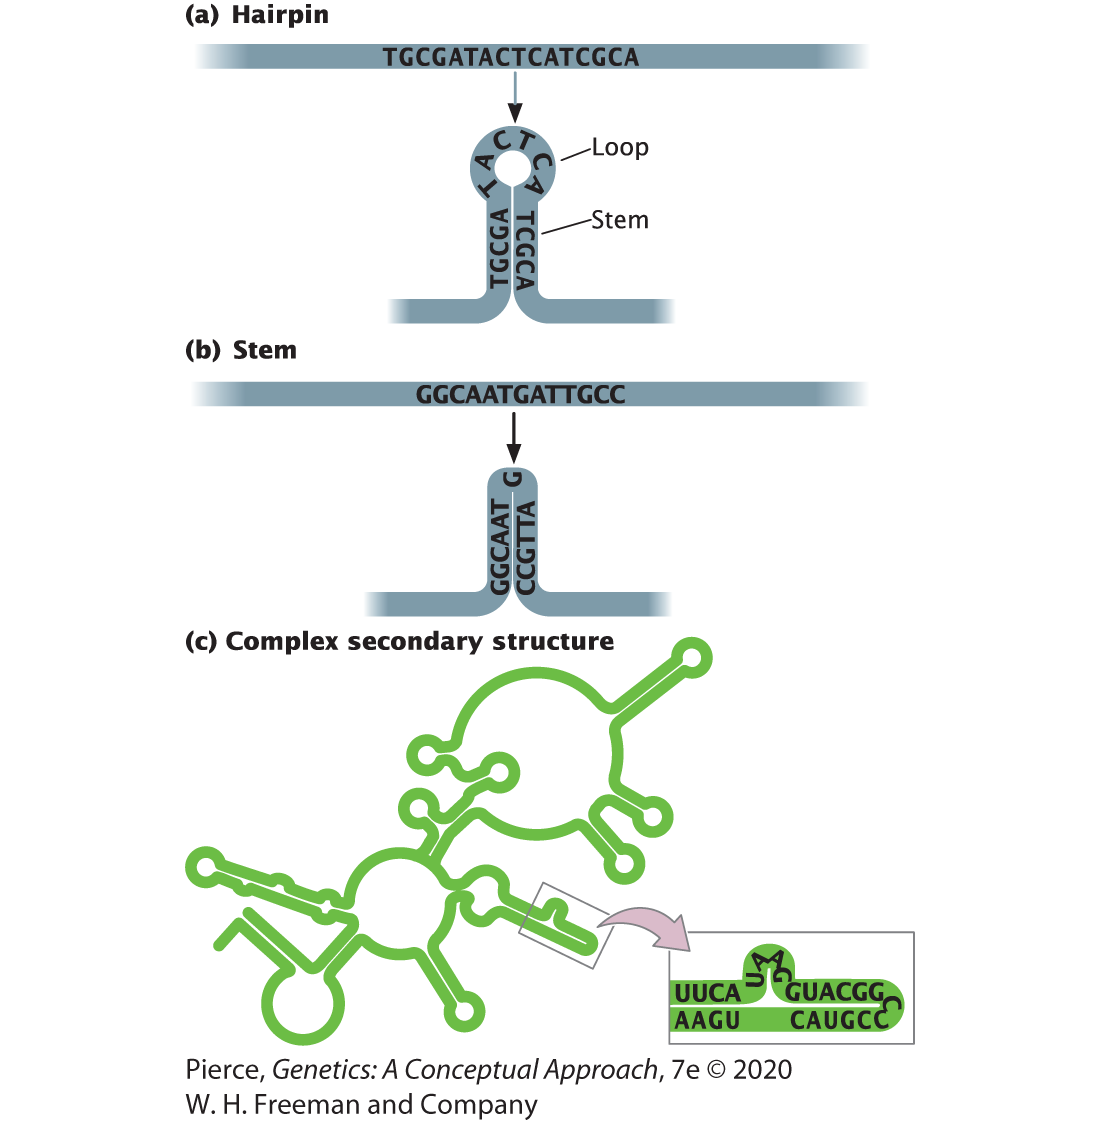 (a) Hairpin
TGCGATACTCATCGCA
TACTCA
Loop
TGCGA
TCGCA
Stem
(b) Stem
GGCAATGATTGCC
G
GGCAAT
CCGTTA
(c) Complex secondary structure
UAAG
UUCA
GUACGG
C
AAGU
CAUGCC
Pierce, Genetics: A Conceptual Approach, 7e © 2020
W. H. Freeman and Company